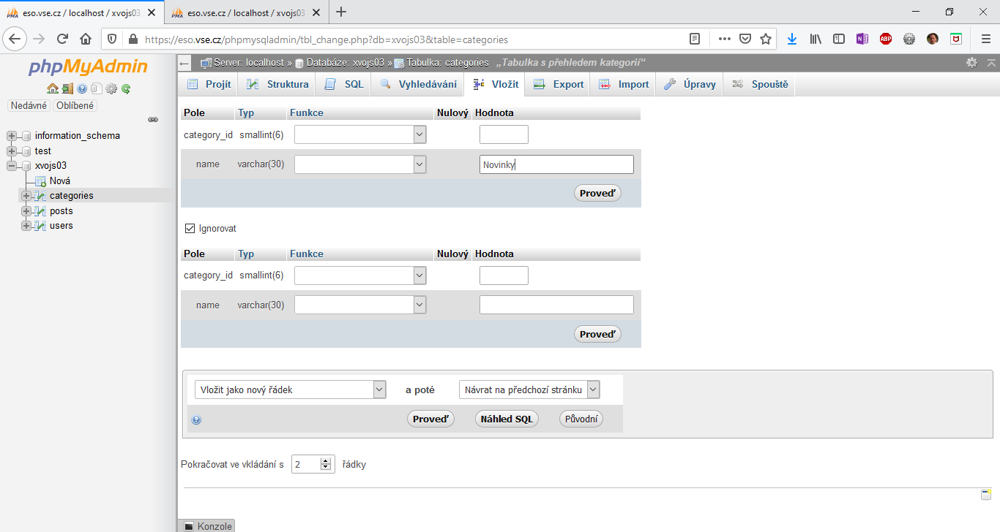 eso.vse.cz / localhost / xvojs03
eso.vse.cz / localhost / xvojs03
https://eso.vse.cz/phpmysqladmin/tbl_change.php?db=xvojs03&table=categories
phpMyAdmin
Nedávné Oblíbené
information_schema
test
xvojs03
Nová
categories
posts
users
Server: localhost » Databáze: xvojs03 » Tabulka: categories „Tabulka s přehledem kategorií“
Projít Struktura SQL Vyhledávání Vložit Export Import Úpravy Spouště
Pole Typ Funkce Nulový Hodnota
category_id smallint(6)
name varchar(30) Novinky
Proveď
Ignorovat
Pole Typ Funkce Nulový Hodnota
category_id smallint(6)
name varchar(30)
Proveď
Vložit jako nový řádek a poté Návrat na předchozí stránku
Proveď Náhled SQL Původní
Pokračovat ve vkládání s 2 řádky
Konzole